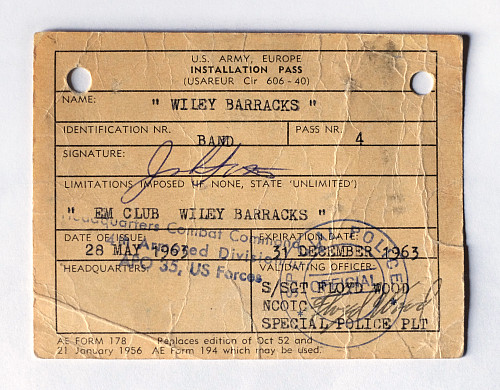 U.S. ARMY, EUROPE
INSTALLATION PASS
(USAREUR Cir 606-40)
NAME:
" WILEY BARRACKS "
IDENTIFICATION NR.
BAND
PASS NR.
4
SIGNATURE:
LIMITATIONS IMPOSED (IF NONE, STATE 'UNLIMITED')
" EM CLUB WILEY BARRACKS "
Headquarters Combat Command
Armored Division
APO 35, US Forces
DATE OF ISSUE:
28 MAY 1963
EXPIRATION DATE
31 DECEMBER 1963
HEADQUARTERS
VALIDATING OFFICER
S/SGT FLOYD WOOD
NCOIC
SPECIAL POLICE PLT
POLICE
OFFICIAL
AE FORM 178 Replaces edition of Oct 52 and
21 January 1956 AE Form 194 which may be used.